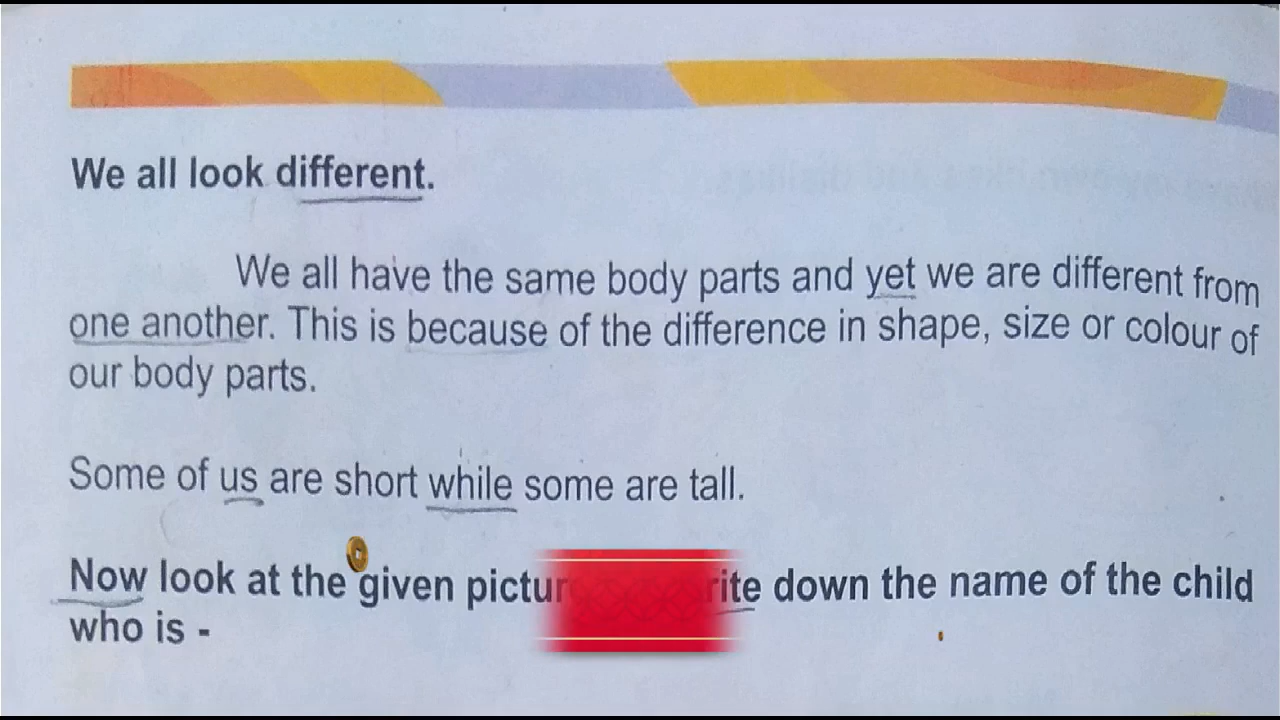 We all look different.
We all have the same body parts and yet we are different from
one another. This is because of the difference in shape, size or colour of
our body parts.
Some of us are short while some are tall.
Now look at the given down the name of the child
who is -